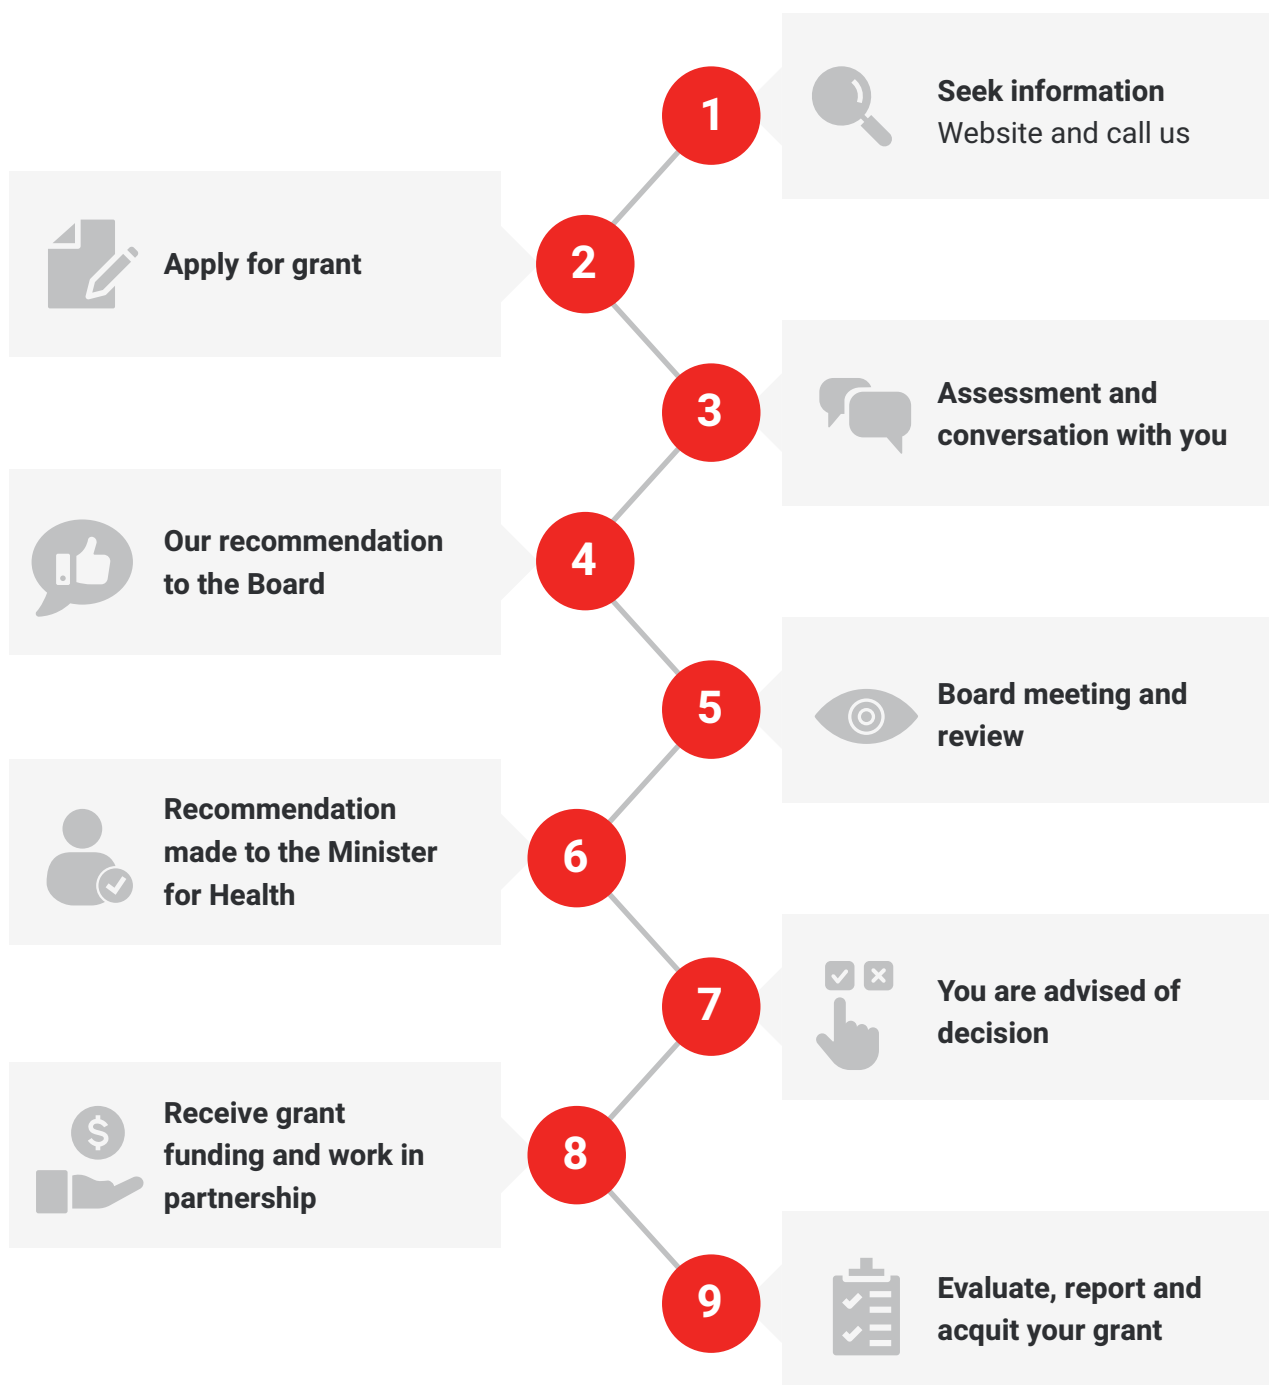 1
Seek information
Website and call us
2
Apply for grant
3
Assessment and
conversation with you
4
Our recommendation
to the Board
5
Board meeting and
review
6
Recommendation
made to the Minister
for Health
7
You are advised of
decision
8
Receive grant
funding and work in
partnership
$
9
Evaluate, report and
acquit your grant